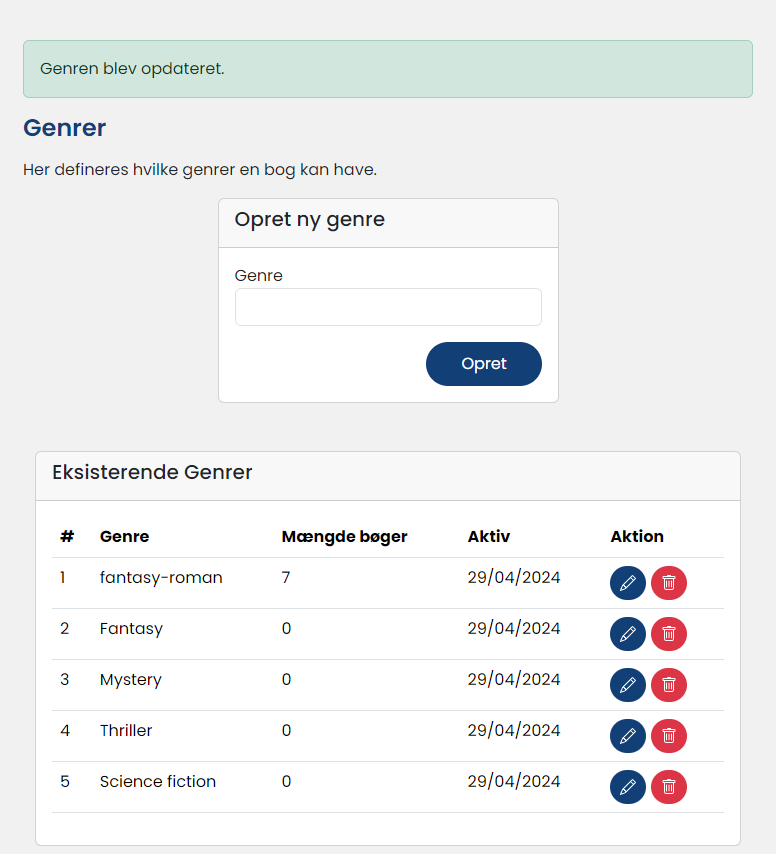 Genren blev opdateret.
Genrer
Her defineres hvilke genrer en bog kan have.
Opret ny genre
Genre
Opret
Eksisterende Genrer
# Genre Mængde bøger Aktiv Aktion
1 fantasy-roman 7 29/04/2024
2 Fantasy 0 29/04/2024
3 Mystery 0 29/04/2024
4 Thriller 0 29/04/2024
5 Science fiction 0 29/04/2024